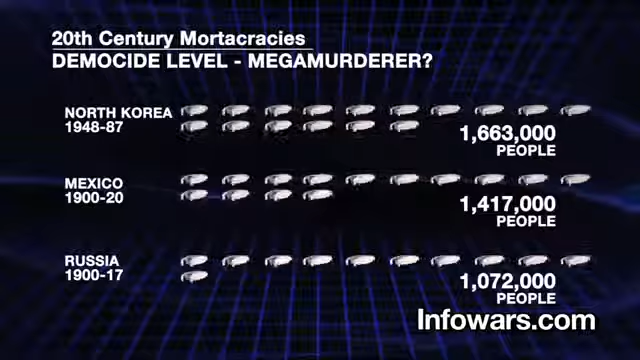 20th Century Mortacracies
DEMOCIDE LEVEL - MEGAMURDERER?
NORTH KOREA
1948-87
1,663,000
PEOPLE
MEXICO
1900-20
1,417,000
PEOPLE
RUSSIA
1900-17
1,072,000
PEOPLE
Infowars.com